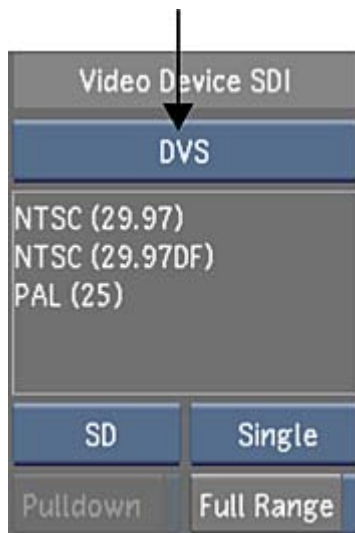 Video Device SDI
DVS
NTSC (29.97)
NTSC (29.97DF)
PAL (25)
SD Single
Pulldown Full Range